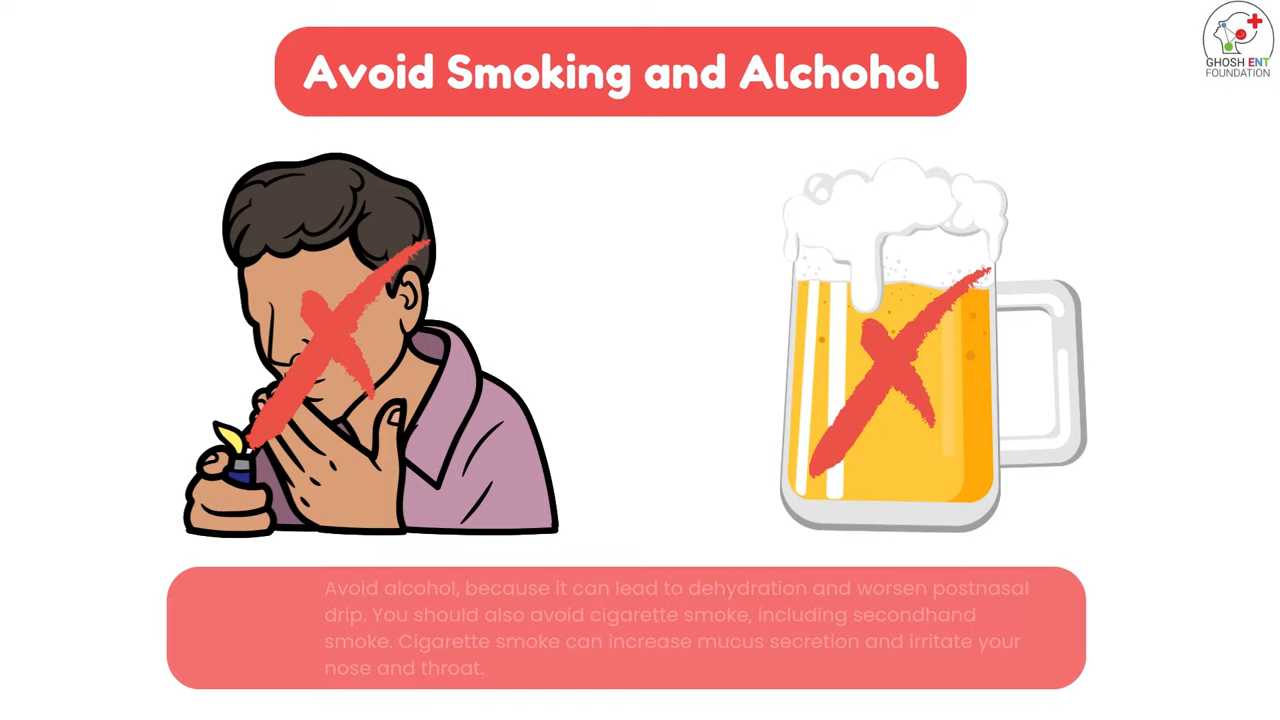 Avoid Smoking and Alchohol
GHOSH ENT
FOUNDATION
Avoid alcohol, because it can lead to dehydration and worsen postnasal
drip. You should also avoid cigarette smoke, including secondhand
smoke. Cigarette smoke can increase mucus secretion and irritate your
nose and throat.